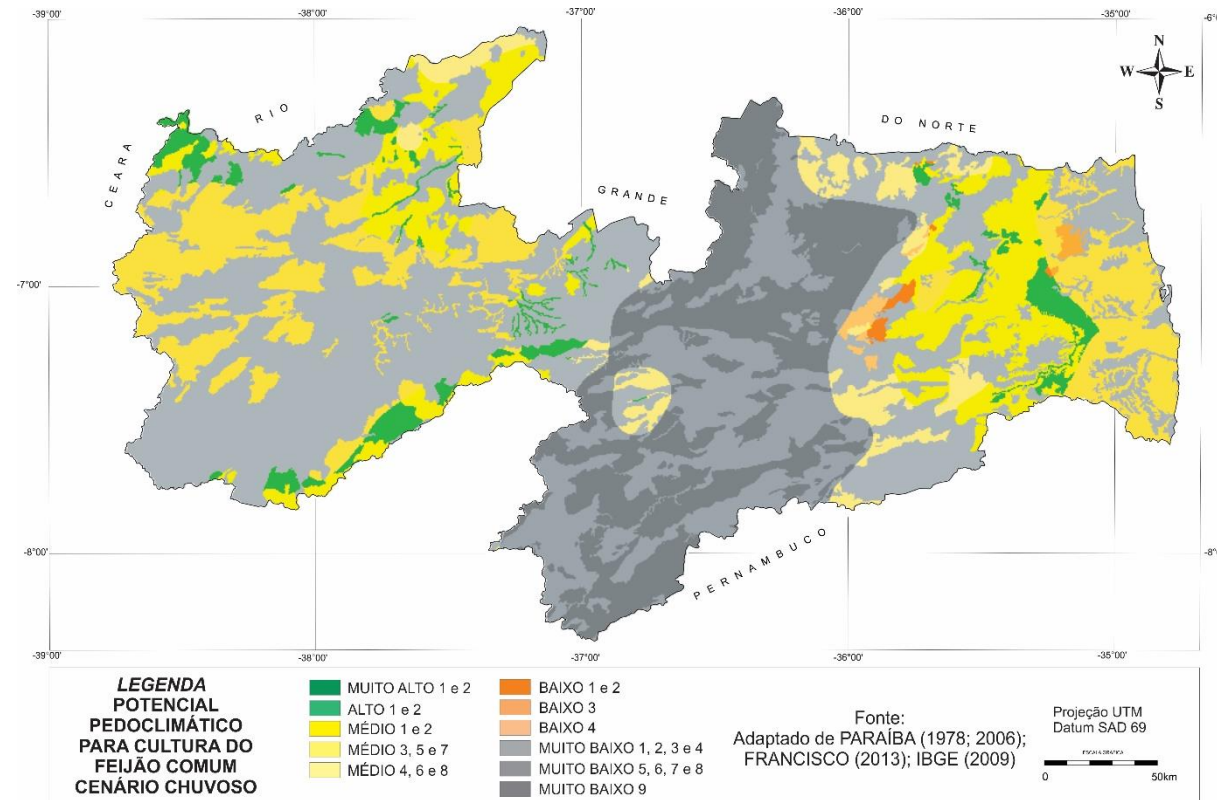 -39°00'
-38°00'
-37°00'
-36°00'
-35°00'
N
W E
S
RIO
DO NORTE
CEARA
GRANDE
-7°00'
-8°00'
PERNAMBUCO
-39°00'
-38°00'
-37°00'
-36°00'
-35°00'
LEGENDA
POTENCIAL
PEDOCLIMÁTICO
PARA CULTURA DO
FEIJÃO COMUM
CENÁRIO CHUVOSO
MUITO ALTO 1 e 2
ALTO 1 e 2
MÉDIO 1 e 2
MÉDIO 3, 5 e 7
MÉDIO 4, 6 e 8
BAIXO 1 e 2
BAIXO 3
BAIXO 4
MUITO BAIXO 1, 2, 3 e 4
MUITO BAIXO 5, 6, 7 e 8
MUITO BAIXO 9
Fonte:
Adaptado de PARAÍBA (1978; 2006);
FRANCISCO (2013); IBGE (2009)
Projeção UTM
Datum SAD 69
ESCALA GRÁFICA
0 50km